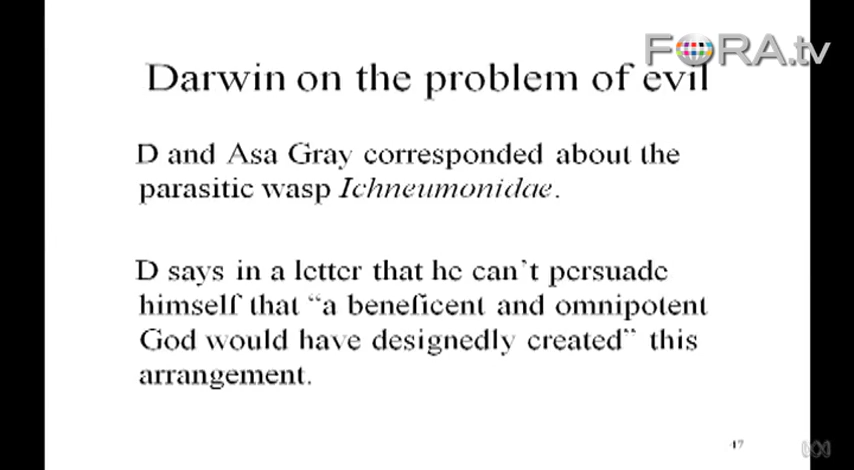 FORA.tv
Darwin on the problem of evil
D and Asa Gray corresponded about the
parasitic wasp Ichneumonidae.
D says in a letter that he can't persuade
himself that "a beneficent and omnipotent
God would have designedly created" this
arrangement.
47